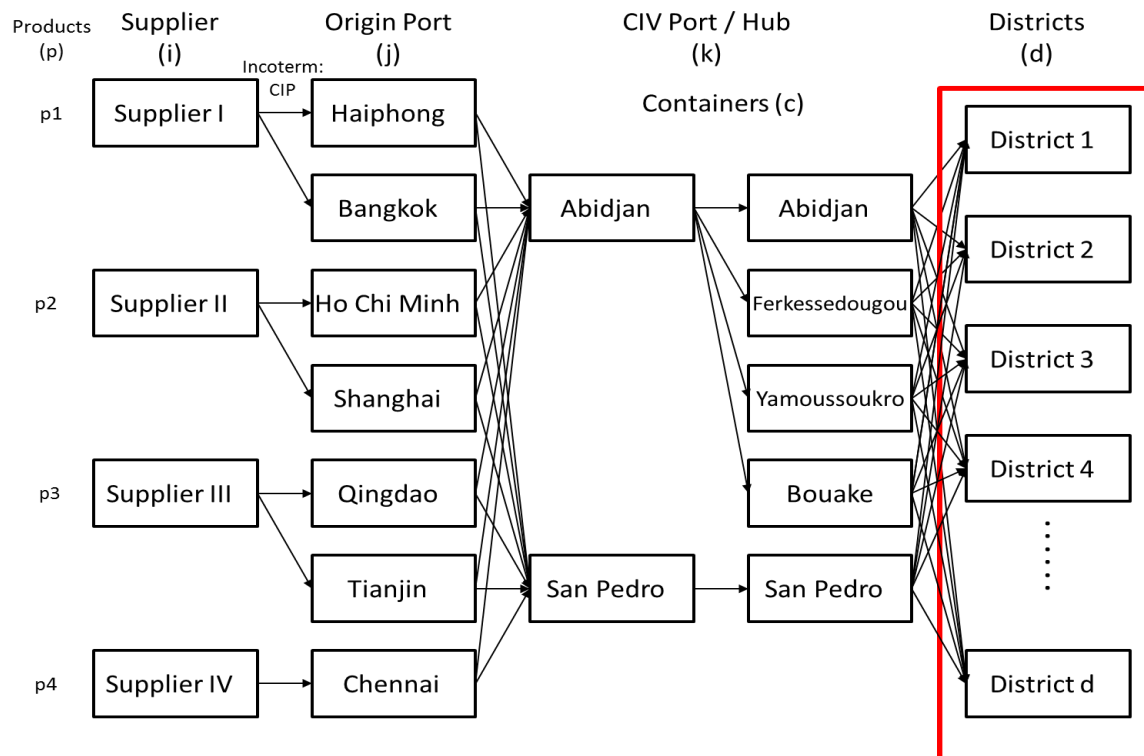 Products
(p)
Supplier
(i)
Origin Port
(j)
CIV Port / Hub
(k)
Districts
(d)
Incoterm:
CIP
Containers (c)
p1
Supplier I
Haiphong
District 1
Bangkok
Abidjan
Abidjan
District 2
p2
Supplier II
Ho Chi Minh
Ferkessedougou
District 3
Shanghai
Yamoussoukro
District 4
p3
Supplier III
Qingdao
Bouake
Tianjin
San Pedro
San Pedro
p4
Supplier IV
Chennai
District d